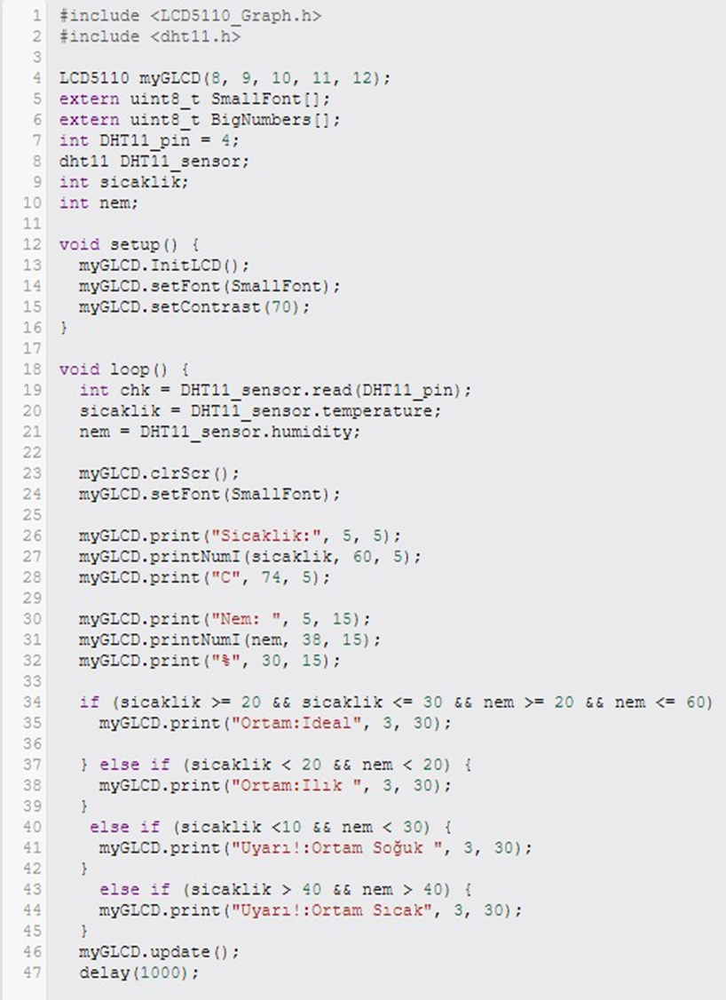 1 #include <LCD5110_Graph.h>
2 #include <dht11.h>
3
4 LCD5110 myGLCD(8, 9, 10, 11, 12);
5 extern uint8_t SmallFont[];
6 extern uint8_t BigNumbers[];
7 int DHT11_pin = 4;
8 dht11 DHT11_sensor;
9 int sicaklik;
10 int nem;
11
12 void setup() {
13   myGLCD.InitLCD();
14   myGLCD.setFont(SmallFont);
15   myGLCD.setContrast(70);
16 }
17
18 void loop() {
19   int chk = DHT11_sensor.read(DHT11_pin);
20   sicaklik = DHT11_sensor.temperature;
21   nem = DHT11_sensor.humidity;
22
23   myGLCD.clrScr();
24   myGLCD.setFont(SmallFont);
25
26   myGLCD.print("Sicaklik:", 5, 5);
27   myGLCD.printNumI(sicaklik, 60, 5);
28   myGLCD.print("C", 74, 5);
29
30   myGLCD.print("Nem: ", 5, 15);
31   myGLCD.printNumI(nem, 38, 15);
32   myGLCD.print("%", 30, 15);
33
34   if (sicaklik >= 20 && sicaklik <= 30 && nem >= 20 && nem <= 60)
35     myGLCD.print("Ortam:Ideal", 3, 30);
36
37   } else if (sicaklik < 20 && nem < 20) {
38     myGLCD.print("Ortam:Ilık ", 3, 30);
39   }
40    else if (sicaklik <10 && nem < 30) {
41     myGLCD.print("Uyarı!:Ortam Soğuk ", 3, 30);
42   }
43     else if (sicaklik > 40 && nem > 40) {
44     myGLCD.print("Uyarı!:Ortam Sıcak", 3, 30);
45   }
46   myGLCD.update();
47   delay(1000);